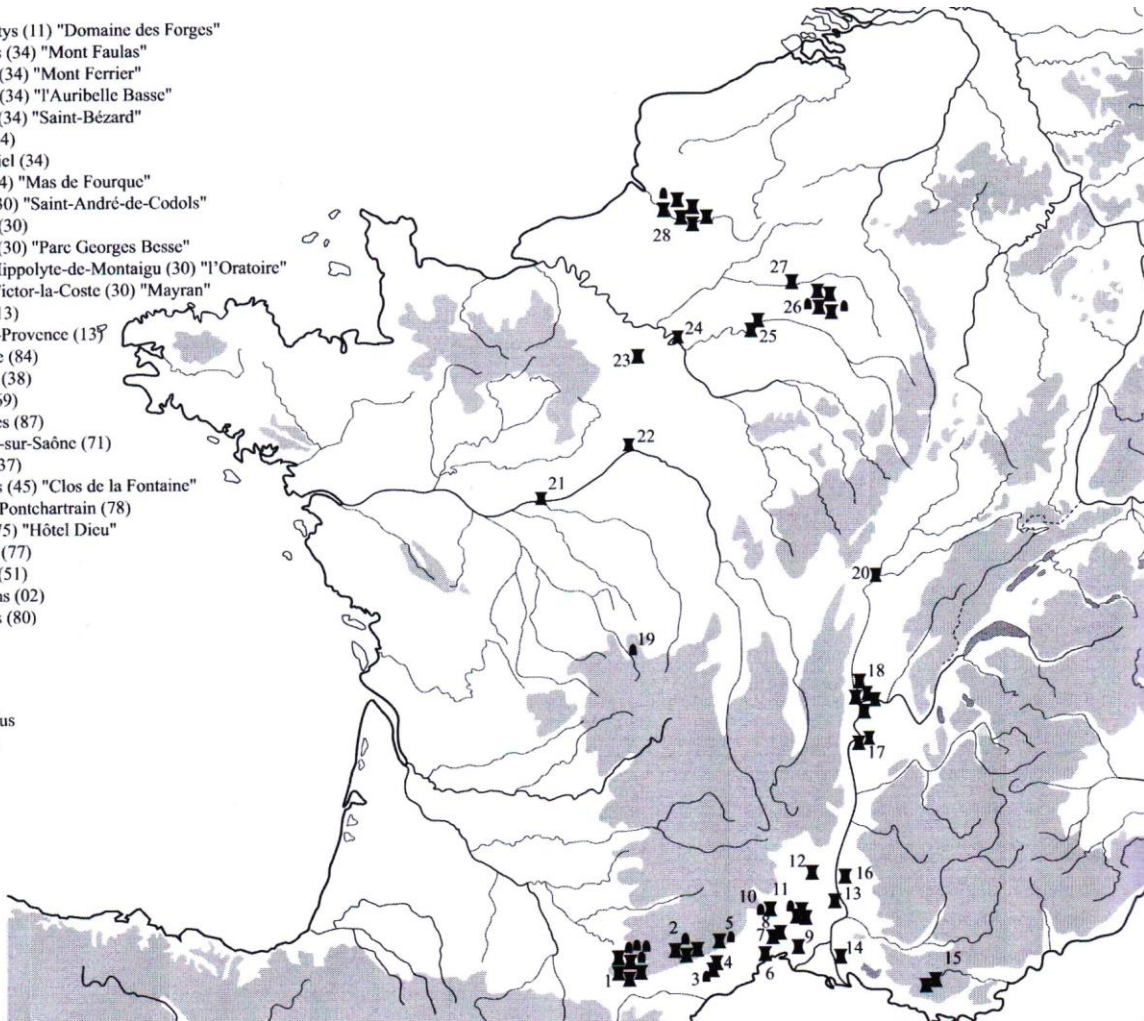 tys (11) "Domaine des Forges"
s (34) "Mont Faulas"
(34) "Mont Ferrier"
(34) "l'Auribelle Basse"
(34) "Saint-Bézard"
4)
iel (34)
4) "Mas de Fourque"
30) "Saint-André-de-Codols"
(30)
(30) "Parc Georges Besse"
Hippolyte-de-Montaigu (30) "l'Oratoire"
Victor-la-Coste (30) "Mayran"
13)
-Provence (13)
e (84)
(38)
69)
es (87)
-sur-Saône (71)
37)
s (45) "Clos de la Fontaine"
Pontchartrain (78)
75) "Hôtel Dieu"
(77)
(51)
ns (02)
s (80)
us
28
27
26
25
24
23
22
21
20
19
18
17
12
16
11
13
10
8
2
5
7
9
14
4
6
15
1
3